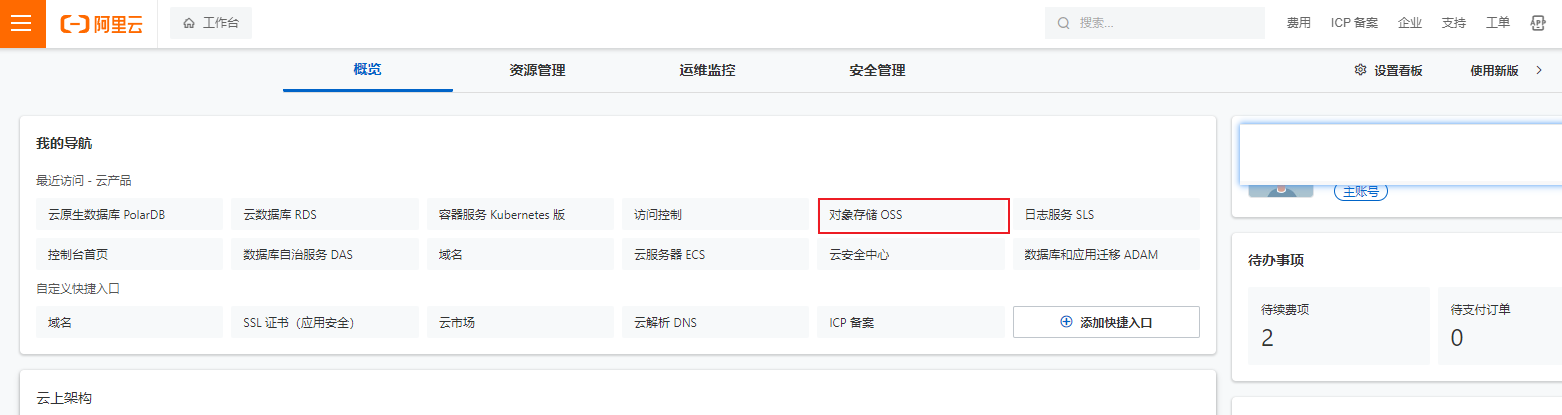 阿里云 工作台 搜索... 费用 ICP 备案 企业 支持 工单
概览 资源管理 运维监控 安全管理 设置看板 使用新版
我的导航
最近访问 - 云产品
云原生数据库 PolarDB 云数据库 RDS 容器服务 Kubernetes 版 访问控制 对象存储 OSS 日志服务 SLS
控制台首页 数据库自治服务 DAS 域名 云服务器 ECS 云安全中心 数据库和应用迁移 ADAM
自定义快捷入口
域名 SSL 证书（应用安全） 云市场 云解析 DNS ICP 备案 添加快捷入口
云上架构
主账号
待办事项
待续费项 待支付订单
2 0